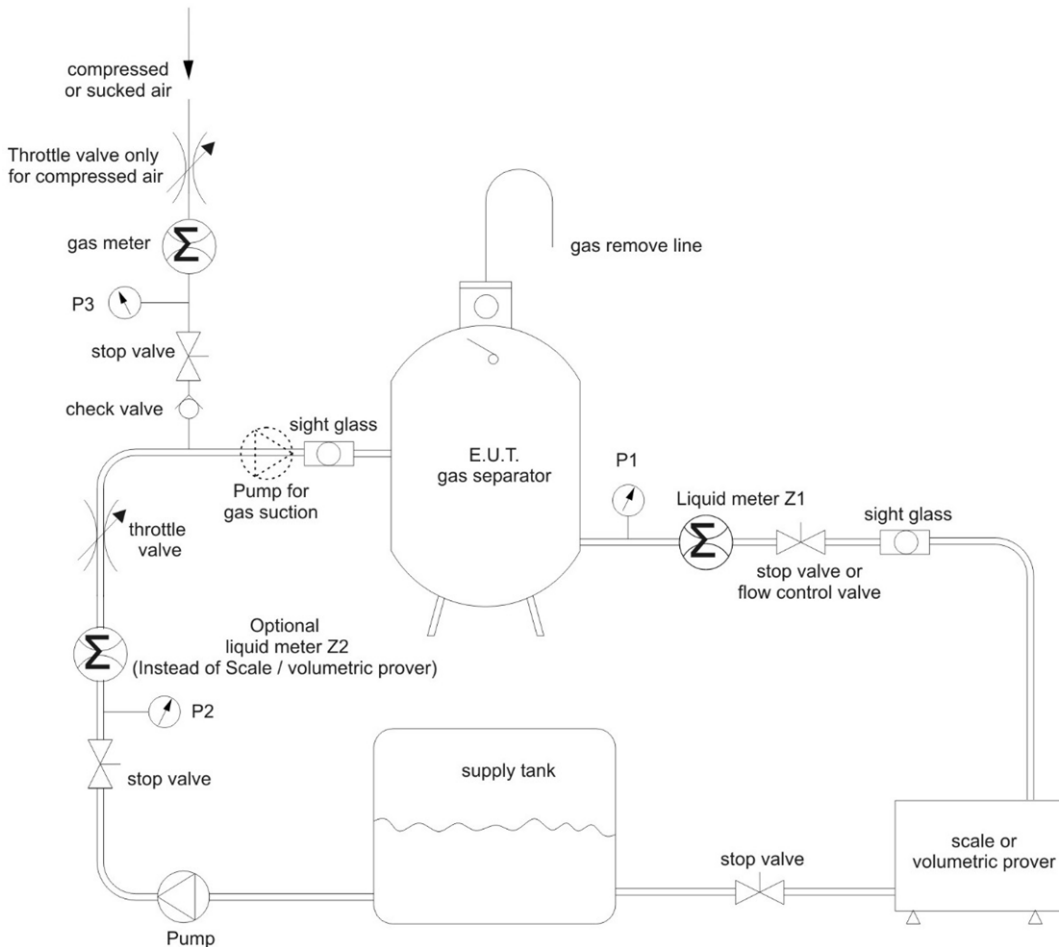 compressed
or sucked air
Throttle valve only
for compressed air
gas meter
gas remove line
P3
stop valve
check valve
sight glass
E.U.T.
gas separator
P1
Pump for
gas suction
Liquid meter Z1
sight glass
throttle
valve
stop valve or
flow control valve
Optional
liquid meter Z2
(Instead of Scale / volumetric prover)
P2
stop valve
supply tank
scale or
volumetric prover
stop valve
Pump
Σ
Σ
Σ